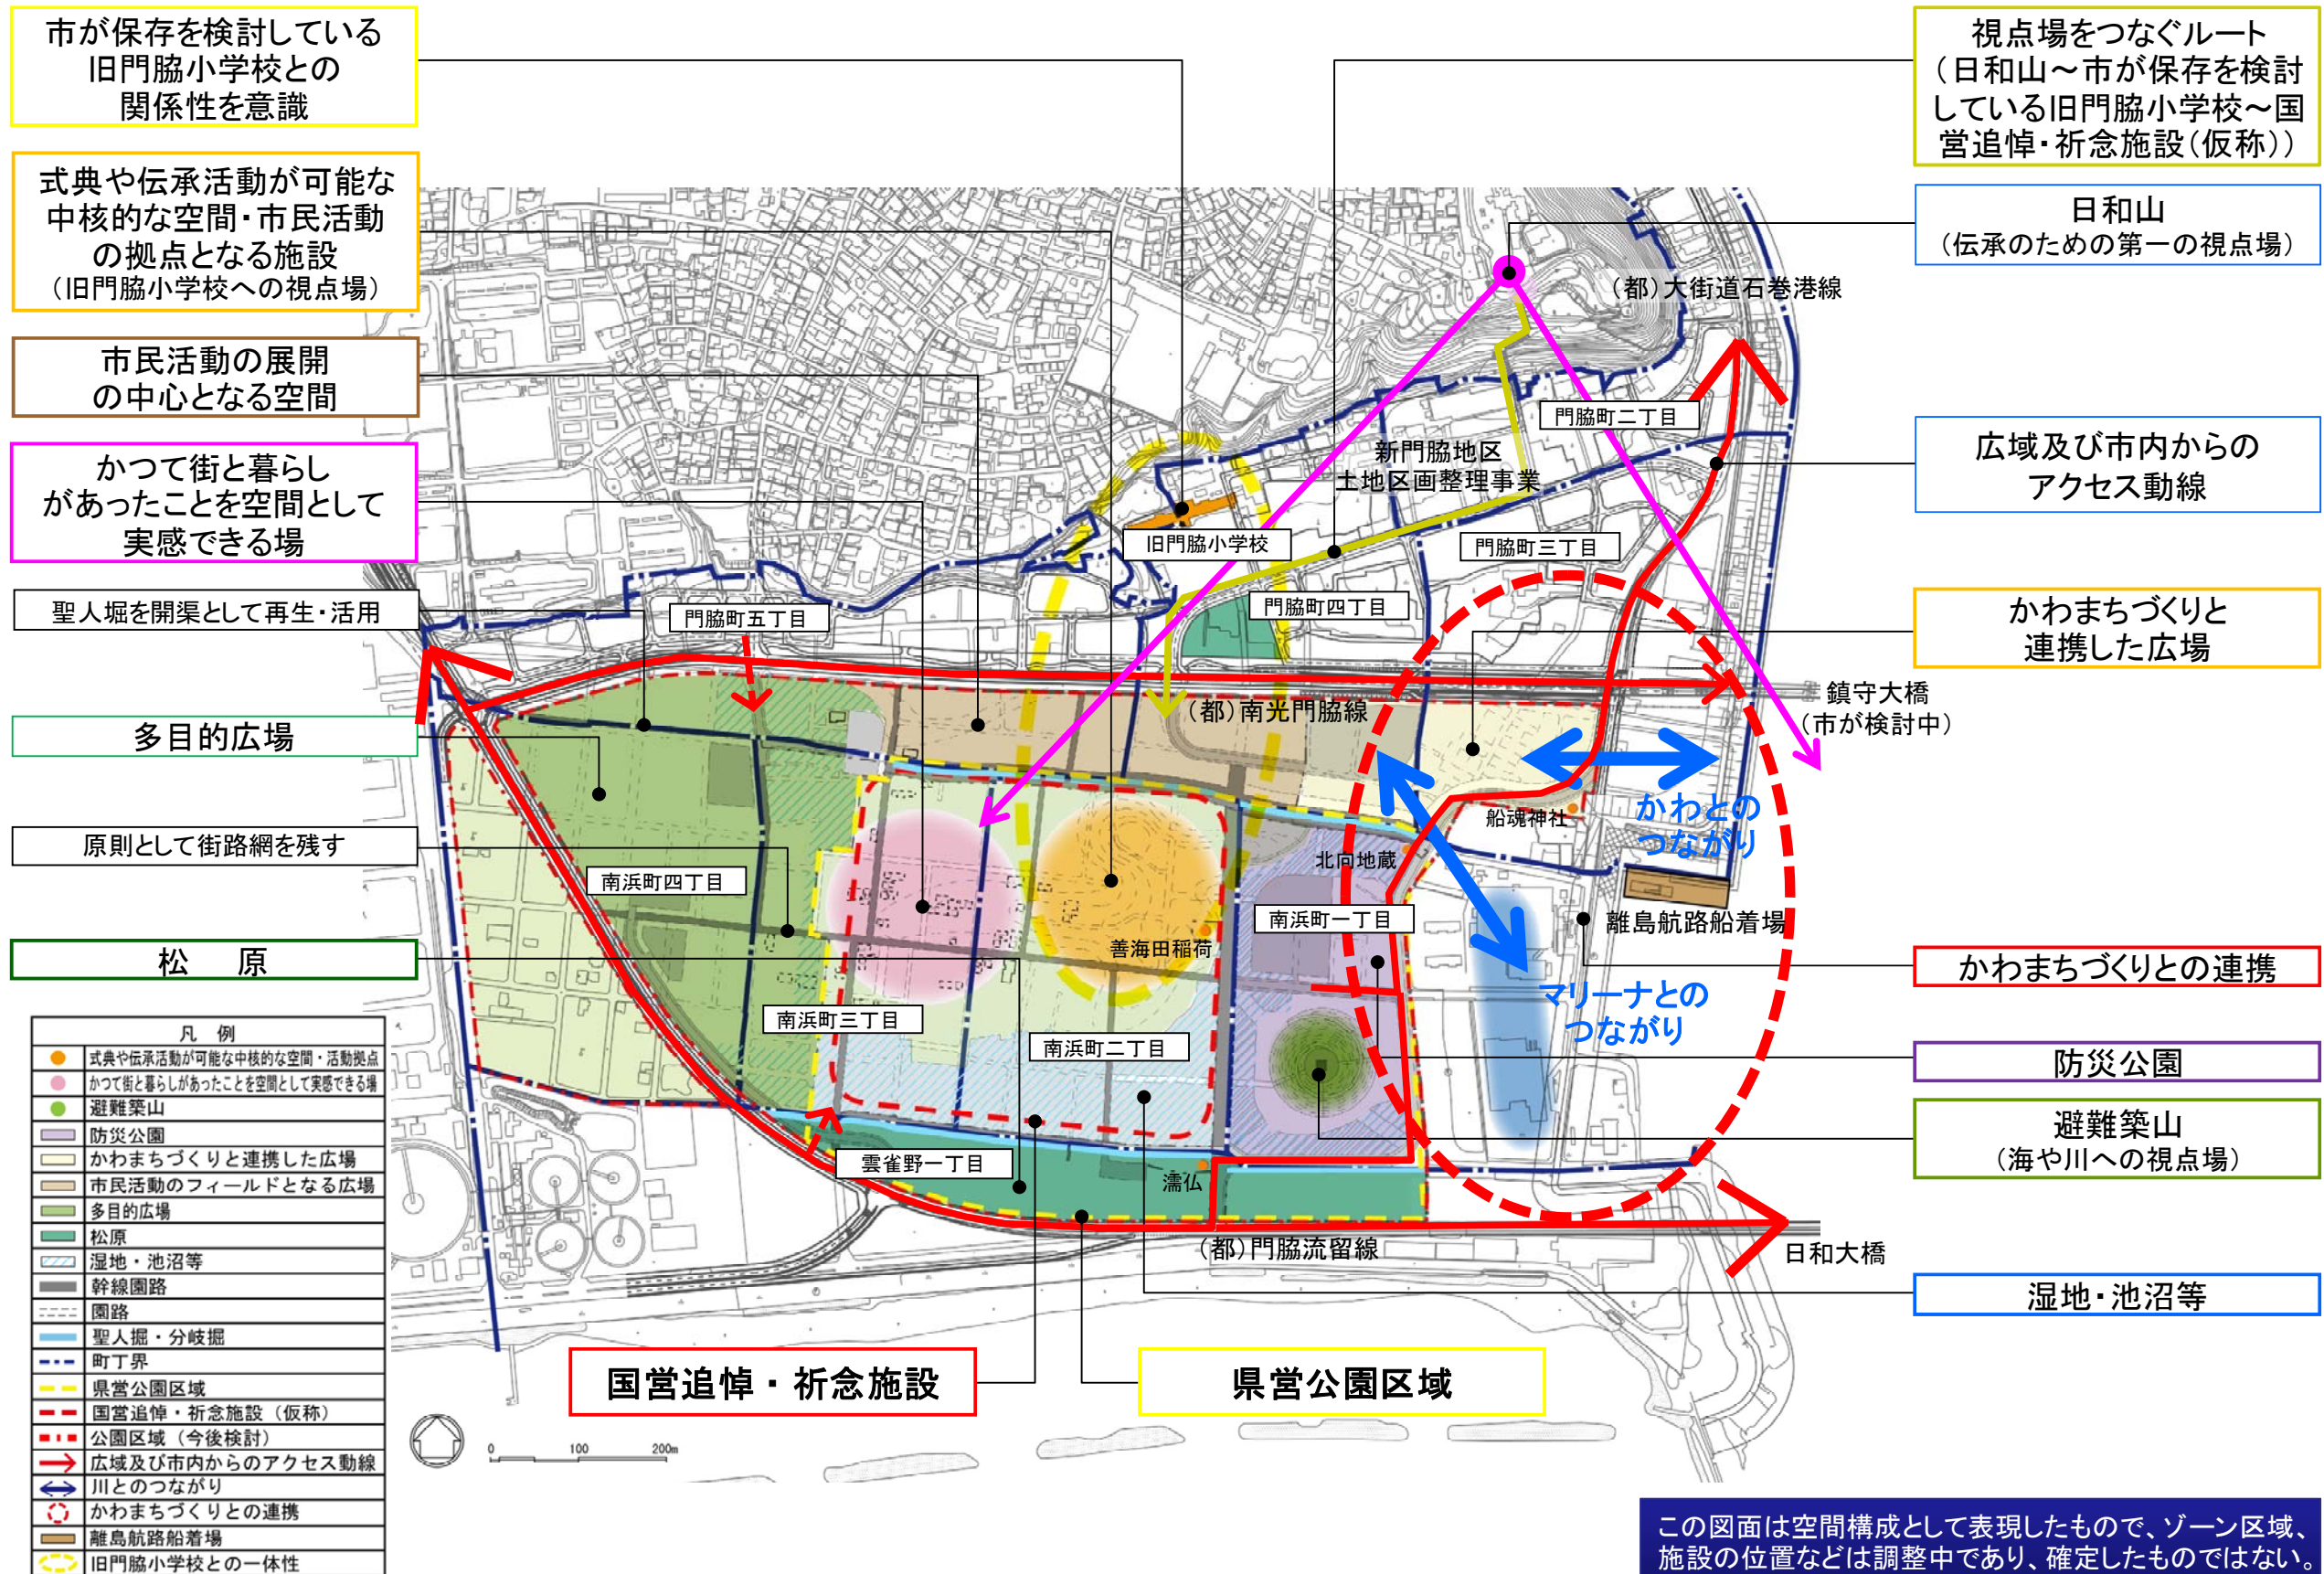 市が保存を検討している
旧門脇小学校との
関係性を意識
式典や伝承活動が可能な
中核的な空間・市民活動
の拠点となる施設
（旧門脇小学校への視点場）
市民活動の展開
の中心となる空間
かつて街と暮らし
があったことを空間として
実感できる場
聖人堀を開渠として再生・活用
多目的広場
原則として街路網を残す
松　原
視点場をつなぐルート
（日和山～市が保存を検討
している旧門脇小学校～国
営追悼・祈念施設（仮称））
日和山
（伝承のための第一の視点場）
広域及び市内からの
アクセス動線
かわまちづくりと
連携した広場
かわまちづくりとの連携
防災公園
避難築山
（海や川への視点場）
湿地・池沼等
（都）大街道石巻港線
門脇町二丁目
新門脇地区
土地区画整理事業
旧門脇小学校
門脇町三丁目
門脇町四丁目
門脇町五丁目
鎮守大橋
（市が検討中）
（都）南光門脇線
船魂神社
かわとの
つながり
北向地蔵
南浜町四丁目
南浜町一丁目
離島航路船着場
善海田稲荷
マリーナとの
つながり
南浜町三丁目
南浜町二丁目
雲雀野一丁目
濡仏
（都）門脇流留線
日和大橋
国営追悼・祈念施設
県営公園区域
凡　例
式典や伝承活動が可能な中核的な空間・活動拠点
かつて街と暮らしがあったことを空間として実感できる場
避難築山
防災公園
かわまちづくりと連携した広場
市民活動のフィールドとなる広場
多目的広場
松原
湿地・池沼等
幹線園路
園路
聖人堀・分岐掘
町丁界
県営公園区域
国営追悼・祈念施設（仮称）
公園区域（今後検討）
広域及び市内からのアクセス動線
川とのつながり
かわまちづくりとの連携
離島航路船着場
旧門脇小学校との一体性
0 100 200m
この図面は空間構成として表現したもので、ゾーン区域、
施設の位置などは調整中であり、確定したものではない。